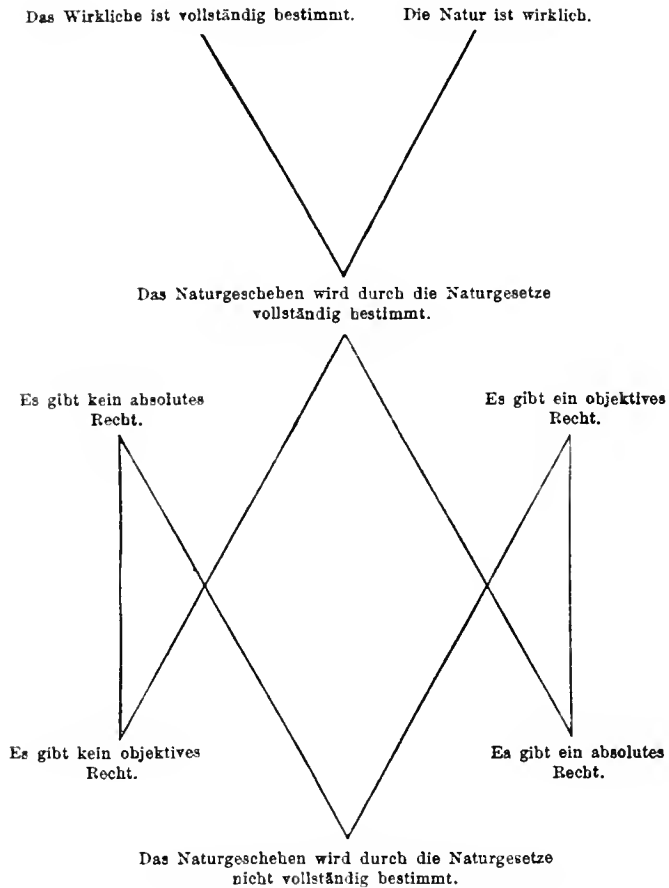 Das Wirkliche ist vollständig bestimmt.
Die Natur ist wirklich.
Das Naturgeschehen wird durch die Naturgesetze
vollständig bestimmt.
Es gibt kein absolutes
Recht.
Es gibt ein objektives
Recht.
Es gibt kein objektives
Recht.
Es gibt ein absolutes
Recht.
Das Naturgeschehen wird durch die Naturgesetze
nicht vollständig bestimmt.